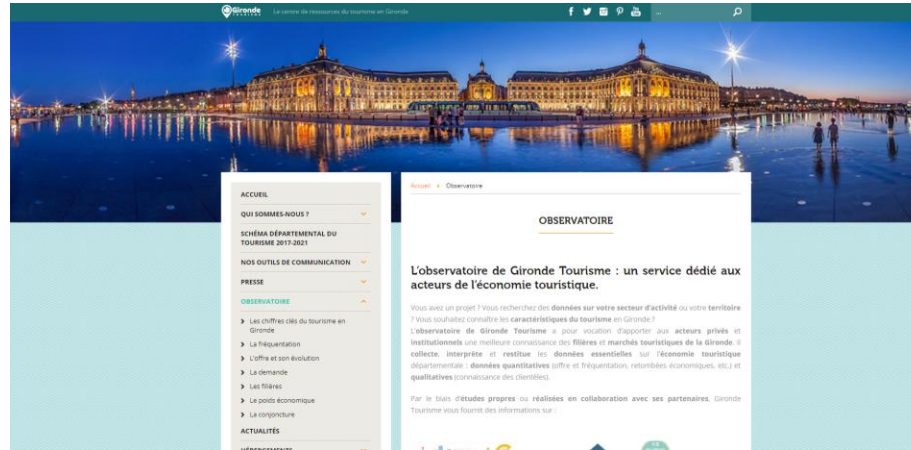 Gironde
TOURISME
Le centre de ressources du tourisme en Gironde
...
ACCUEIL
QUI SOMMES-NOUS ?
SCHÉMA DÉPARTEMENTAL DU
TOURISME 2017-2021
NOS OUTILS DE COMMUNICATION
PRESSE
OBSERVATOIRE
Les chiffres clés du tourisme en
Gironde
La fréquentation
L'offre et son évolution
La demande
Les filières
Le poids économique
La conjoncture
ACTUALITÉS
HÉBERGEMENTS
Accueil Observatoire
OBSERVATOIRE
L'observatoire de Gironde Tourisme : un service dédié aux
acteurs de l'économie touristique.
Vous avez un projet ? Vous recherchez des données sur votre secteur d'activité ou votre territoire
? Vous souhaitez connaître les caractéristiques du tourisme en Gironde ?
L'observatoire de Gironde Tourisme a pour vocation d'apporter aux acteurs privés et
institutionnels une meilleure connaissance des filières et marchés touristiques de la Gironde. Il
collecte, interprète et restitue les données essentielles sur l'économie touristique
départementale : données quantitatives (offre et fréquentation, retombées économiques, etc.) et
qualitatives (connaissance des clientèles).
Par le biais d'études propres ou réalisées en collaboration avec ses partenaires, Gironde
Tourisme vous fournit des informations sur :